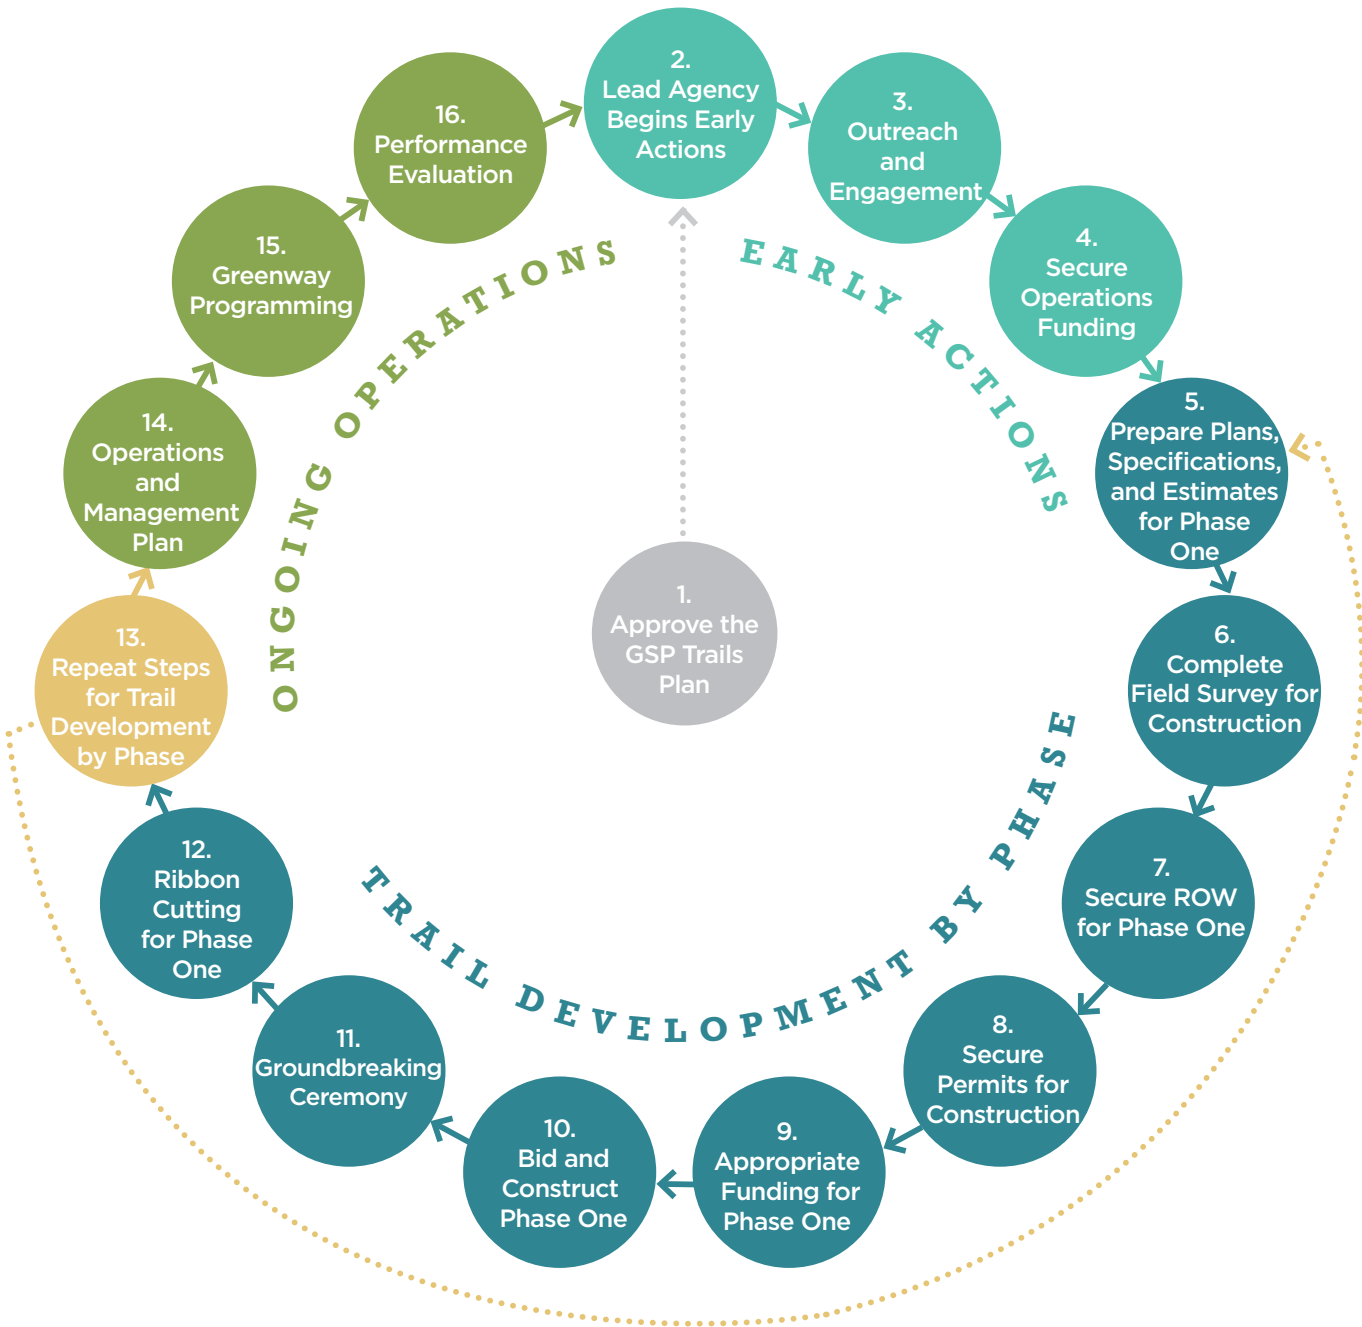 1.
Approve the
GSP Trails
Plan
2.
Lead Agency
Begins Early
Actions
3.
Outreach
and
Engagement
4.
Secure
Operations
Funding
5.
Prepare Plans,
Specifications,
and Estimates
for Phase
One
6.
Complete
Field Survey for
Construction
7.
Secure ROW
for Phase One
8.
Secure
Permits for
Construction
9.
Appropriate
Funding for
Phase One
10.
Bid and
Construct
Phase One
11.
Groundbreaking
Ceremony
12.
Ribbon
Cutting
for Phase
One
13.
Repeat Steps
for Trail
Development
by Phase
14.
Operations
and
Management
Plan
15.
Greenway
Programming
16.
Performance
Evaluation
EARLY ACTIONS
TRAIL DEVELOPMENT BY PHASE
ONGOING OPERATIONS